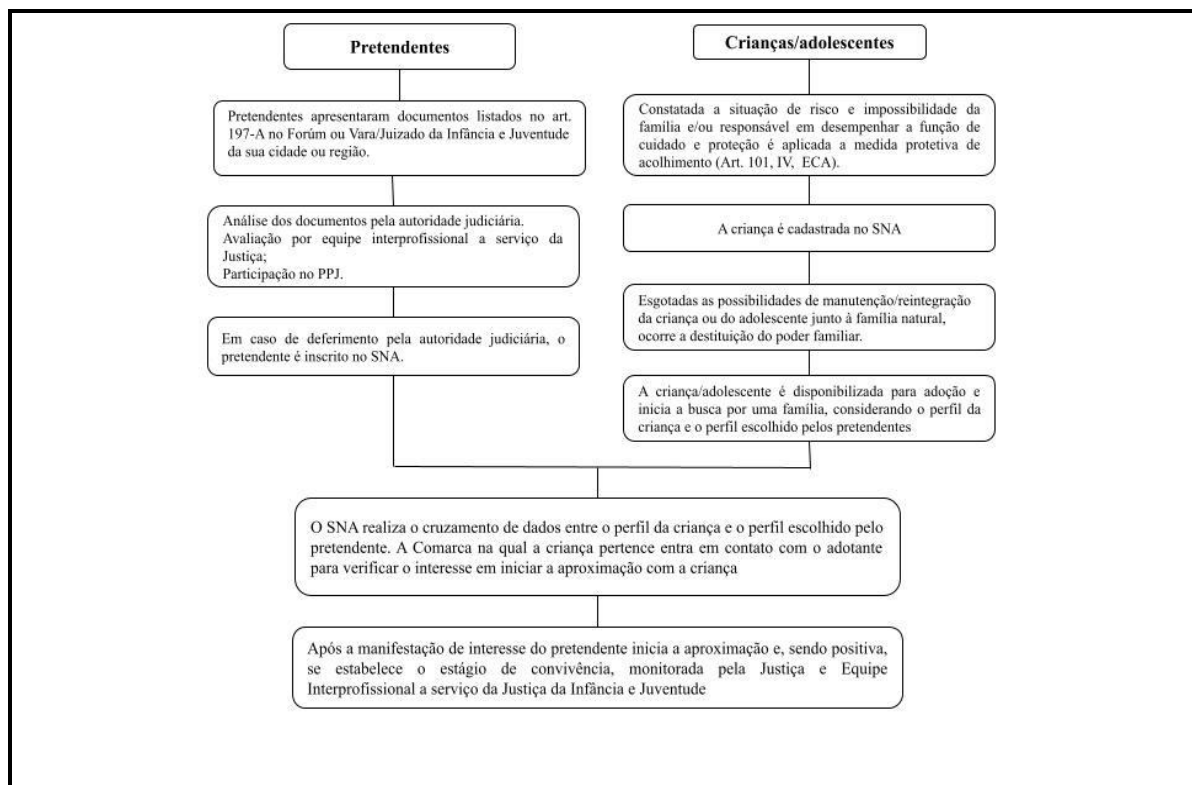 Pretendentes
Pretendentes apresentaram documentos listados no art.
197-A no Forúm ou Vara/Juizado da Infância e Juventude
da sua cidade ou região.
Análise dos documentos pela autoridade judiciária.
Avaliação por equipe interprofissional a serviço da
Justiça;
Participação no PPJ.
Em caso de deferimento pela autoridade judiciária, o
pretendente é inscrito no SNA.
Crianças/adolescentes
Constatada a situação de risco e impossibilidade da
família e/ou responsável em desempenhar a função de
cuidado e proteção é aplicada a medida protetiva de
acolhimento (Art. 101, IV, ECA).
A criança é cadastrada no SNA
Esgotadas as possibilidades de manutenção/reintegração
da criança ou do adolescente junto à família natural,
ocorre a destituição do poder familiar.
A criança/adolescente é disponibilizada para adoção e
inicia a busca por uma família, considerando o perfil da
criança e o perfil escolhido pelos pretendentes
O SNA realiza o cruzamento de dados entre o perfil da criança e o perfil escolhido pelo
pretendente. A Comarca na qual a criança pertence entra em contato com o adotante
para verificar o interesse em iniciar a aproximação com a criança
Após a manifestação de interesse do pretendente inicia a aproximação e, sendo positiva,
se estabelece o estágio de convivência, monitorada pela Justiça e Equipe
Interprofissional a serviço da Justiça da Infância e Juventude